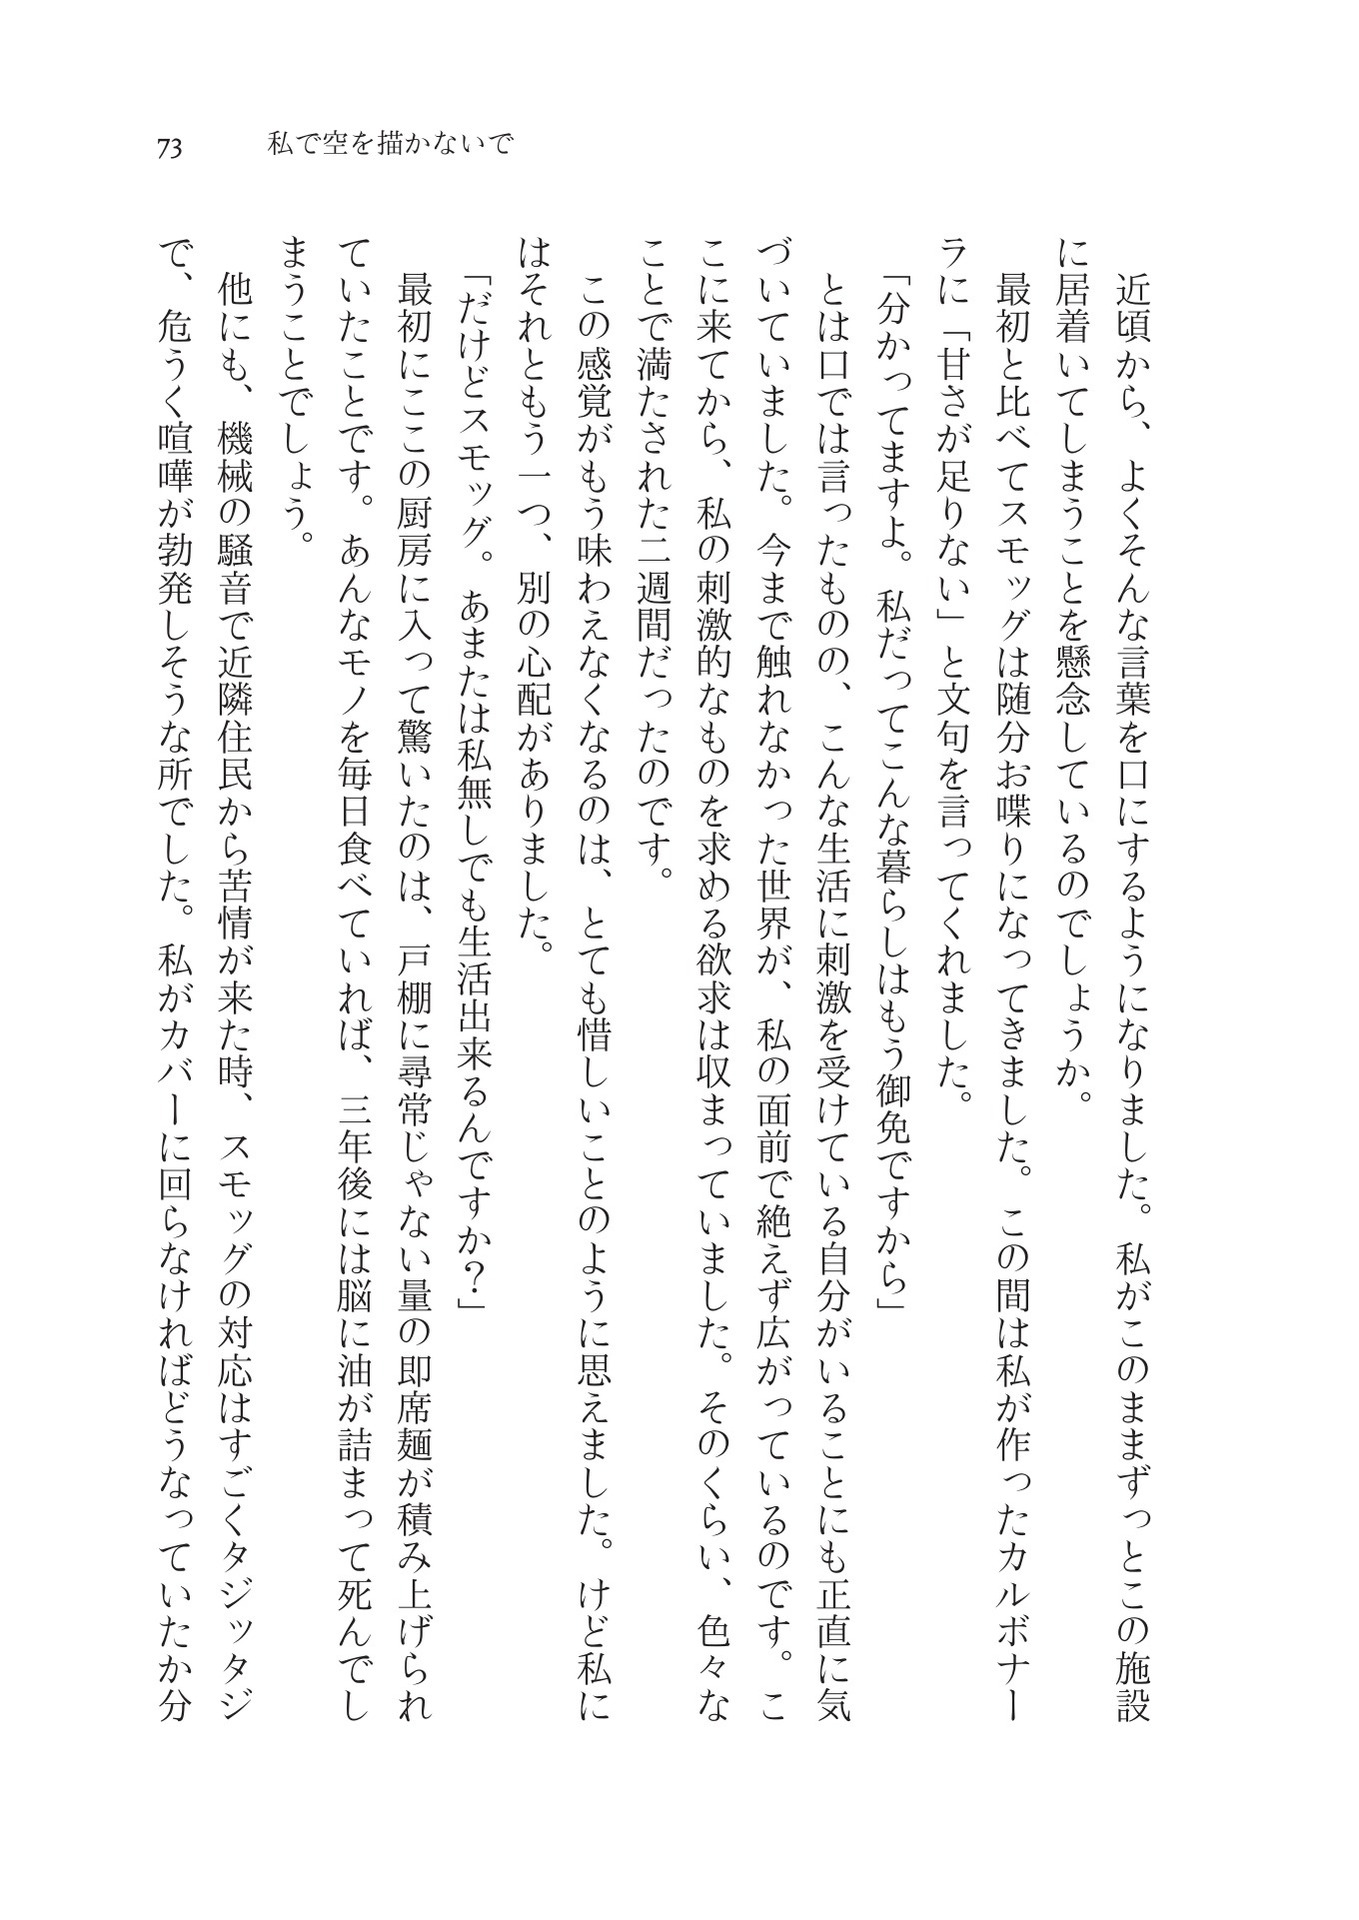 73
私で空を描かないで
近頃から、よくそんな言葉を口にするようになりました。私がこのままずっとこの施設
に居着いてしまうことを懸念しているのでしょうか。
最初と比べてスモッグは随分お喋りになってきました。この間は私が作ったカルボナー
ラに「甘さが足りない」と文句を言ってくれました。
「分かってますよ。私だってこんな暮らしはもう御免ですから」
とは口では言ったものの、こんな生活に刺激を受けている自分がいることにも正直に気
づいていました。今まで触れなかった世界が、私の面前で絶えず広がっているのです。こ
こに来てから、私の刺激的なものを求める欲求は収まっていました。そのくらい、色々な
ことで満たされた二週間だったのです。
この感覚がもう味わえなくなるのは、とても惜しいことのように思えました。けど私に
はそれともう一つ、別の心配がありました。
「だけどスモッグ。あまたは私無しでも生活出来るんですか？」
最初にここの厨房に入って驚いたのは、戸棚に尋常じゃない量の即席麺が積み上げられ
ていたことです。あんなモノを毎日食べていれば、三年後には脳に油が詰まって死んでし
まうことでしょう。
他にも、機械の騒音で近隣住民から苦情が来た時、スモッグの対応はすごくタジッタジ
で、危うく喧嘩が勃発しそうな所でした。私がカバーに回らなければどうなっていたか分